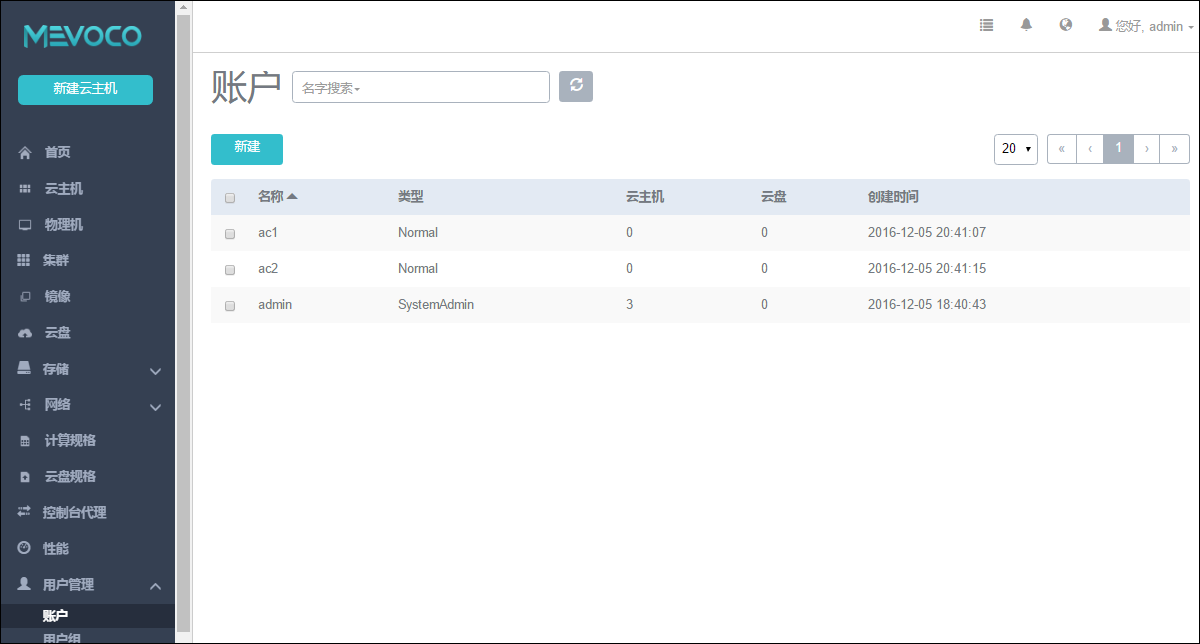 MEVOCO
新建云主机
首页
云主机
物理机
集群
镜像
云盘
存储
网络
计算规格
云盘规格
控制台代理
性能
用户管理
账户
用户组
您好, admin
账户 名字搜索
新建
20 « ‹ 1 › »
名称 类型 云主机 云盘 创建时间
ac1 Normal 0 0 2016-12-05 20:41:07
ac2 Normal 0 0 2016-12-05 20:41:15
admin SystemAdmin 3 0 2016-12-05 18:40:43